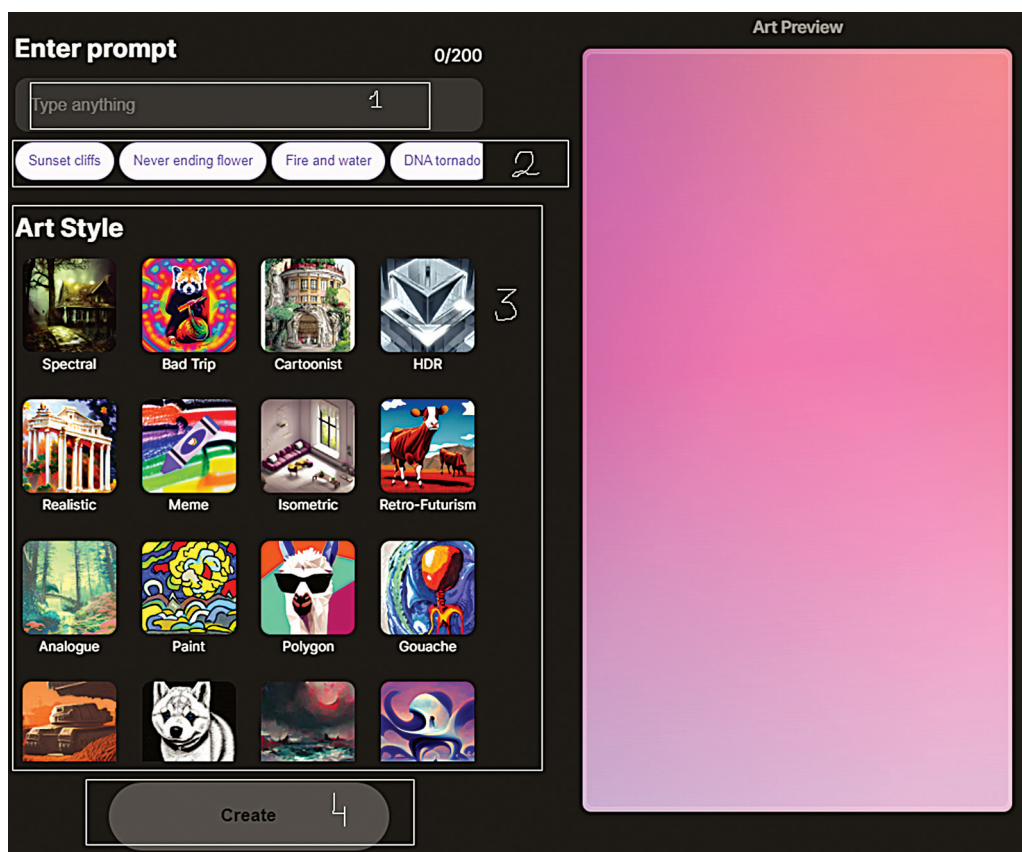 Art Preview
Enter prompt
0/200
Type anything
1
Sunset cliffs
Never ending flower
Fire and water
DNA tornado
2
Art Style
3
Spectral
Bad Trip
Cartoonist
HDR
Realistic
Meme
Isometric
Retro-Futurism
Analogue
Paint
Polygon
Gouache
Create
4